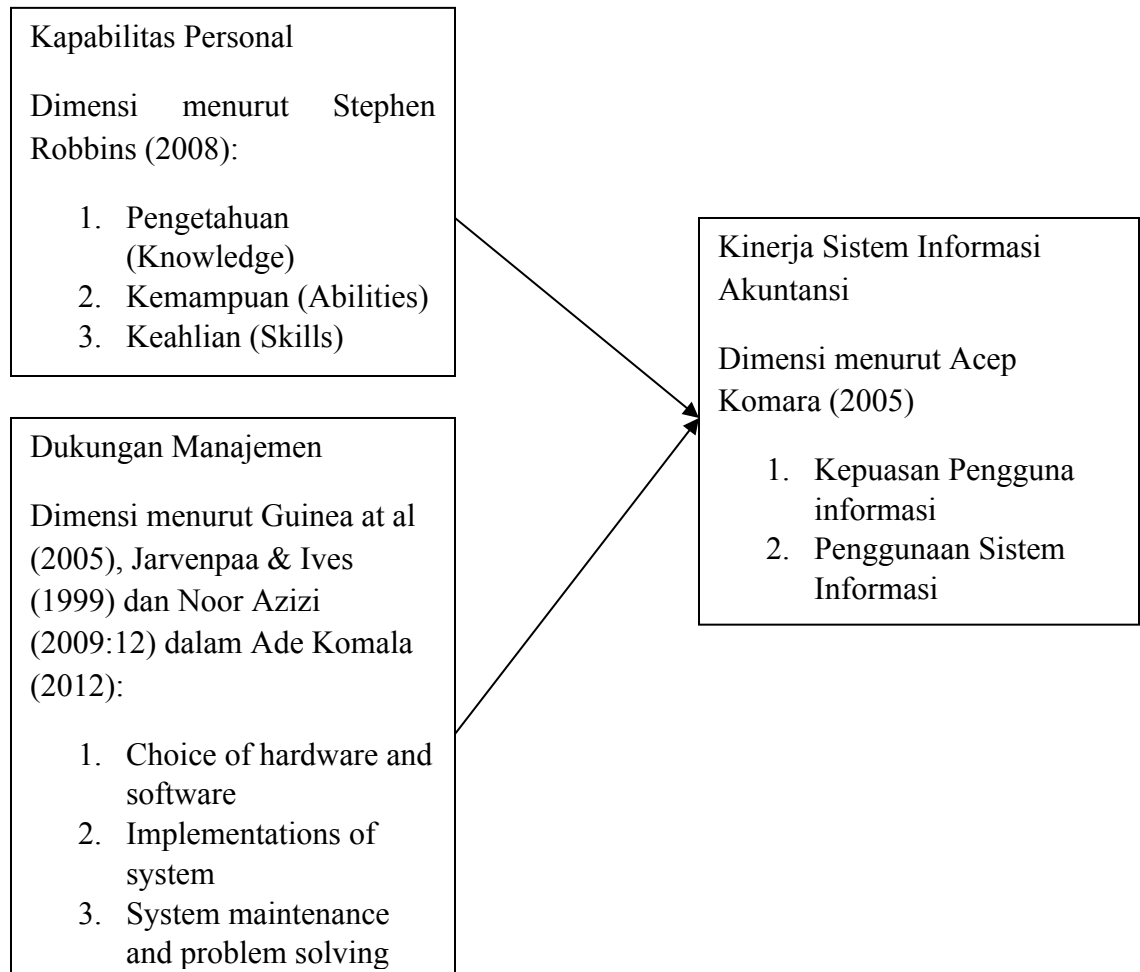 Kapabilitas Personal
Dimensi menurut Stephen
Robbins (2008):
1. Pengetahuan
(Knowledge)
2. Kemampuan (Abilities)
3. Keahlian (Skills)
Dukungan Manajemen
Dimensi menurut Guinea at al
(2005), Jarvenpaa & Ives
(1999) dan Noor Azizi
(2009:12) dalam Ade Komala
(2012):
1. Choice of hardware and
software
2. Implementations of
system
3. System maintenance
and problem solving
Kinerja Sistem Informasi
Akuntansi
Dimensi menurut Acep
Komara (2005)
1. Kepuasan Pengguna
informasi
2. Penggunaan Sistem
Informasi